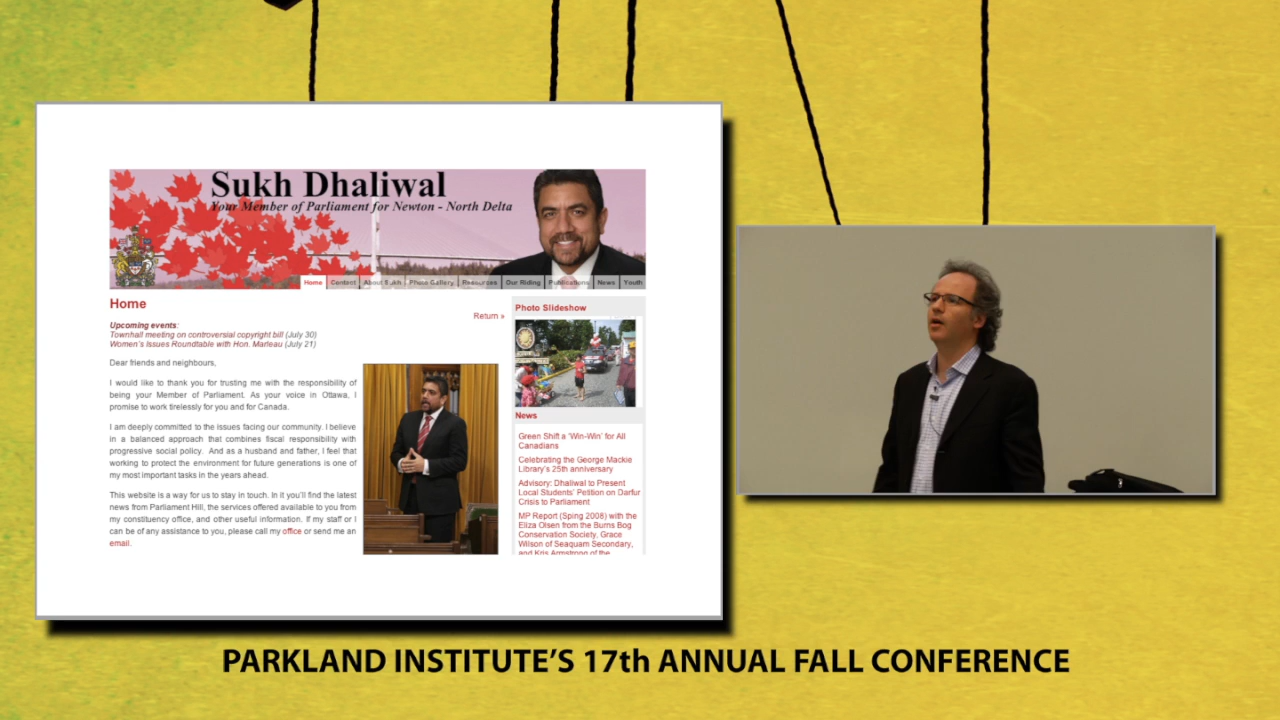 Sukh Dhaliwal
Your Member of Parliament for Newton - North Delta
Home Contact About Sukh Photo Gallery Resources Our Riding Publications News Youth
Home
Return »
Upcoming events:
Townhall meeting on controversial copyright bill (July 30)
Women's Issues Roundtable with Hon. Marleau (July 21)
Dear friends and neighbours,
I would like to thank you for trusting me with the responsibility of
being your Member of Parliament. As your voice in Ottawa, I
promise to work tirelessly for you and for Canada.
I am deeply committed to the issues facing our community. I believe
in a balanced approach that combines fiscal responsibility with
progressive social policy. And as a husband and father, I feel that
working to protect the environment for future generations is one of
my most important tasks in the years ahead.
This website is a way for us to stay in touch. In it you'll find the latest
news from Parliament Hill, the services offered available to you from
my constituency office, and other useful information. If my staff or I
can be of any assistance to you, please call my office or send me an
email.
Photo Slideshow
News
Green Shift a 'Win-Win' for All
Canadians
Celebrating the George Mackie
Library's 25th anniversary
Advisory: Dhaliwal to Present
Local Students' Petition on Darfur
Crisis to Parliament
MP Report (Sping 2008) with the
Eliza Olsen from the Burns Bog
Conservation Society, Grace
Wilson of Seaquam Secondary,
and Kris Armstrong of the
PARKLAND INSTITUTE'S 17th ANNUAL FALL CONFERENCE